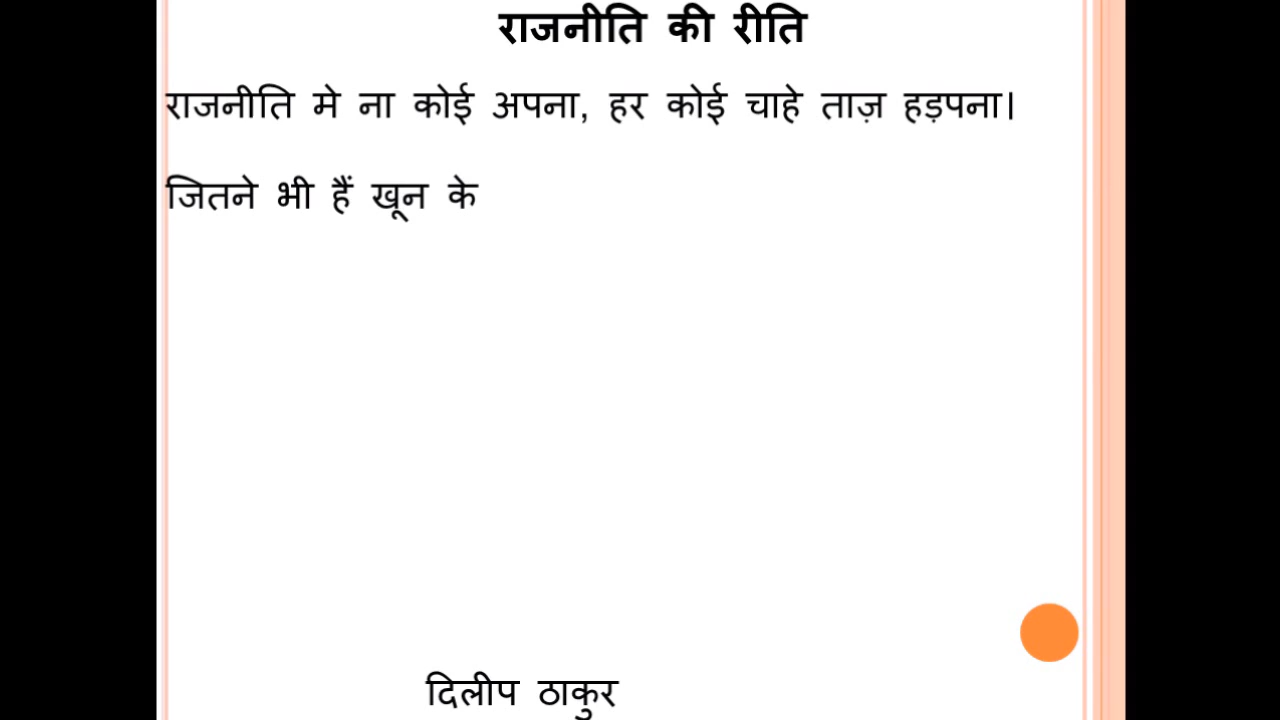 राजनीति की रीति
राजनीति मे ना कोई अपना, हर कोई चाहे ताज़ हड़पना।
जितने भी हैं खून के
दिलीप ठाकुर